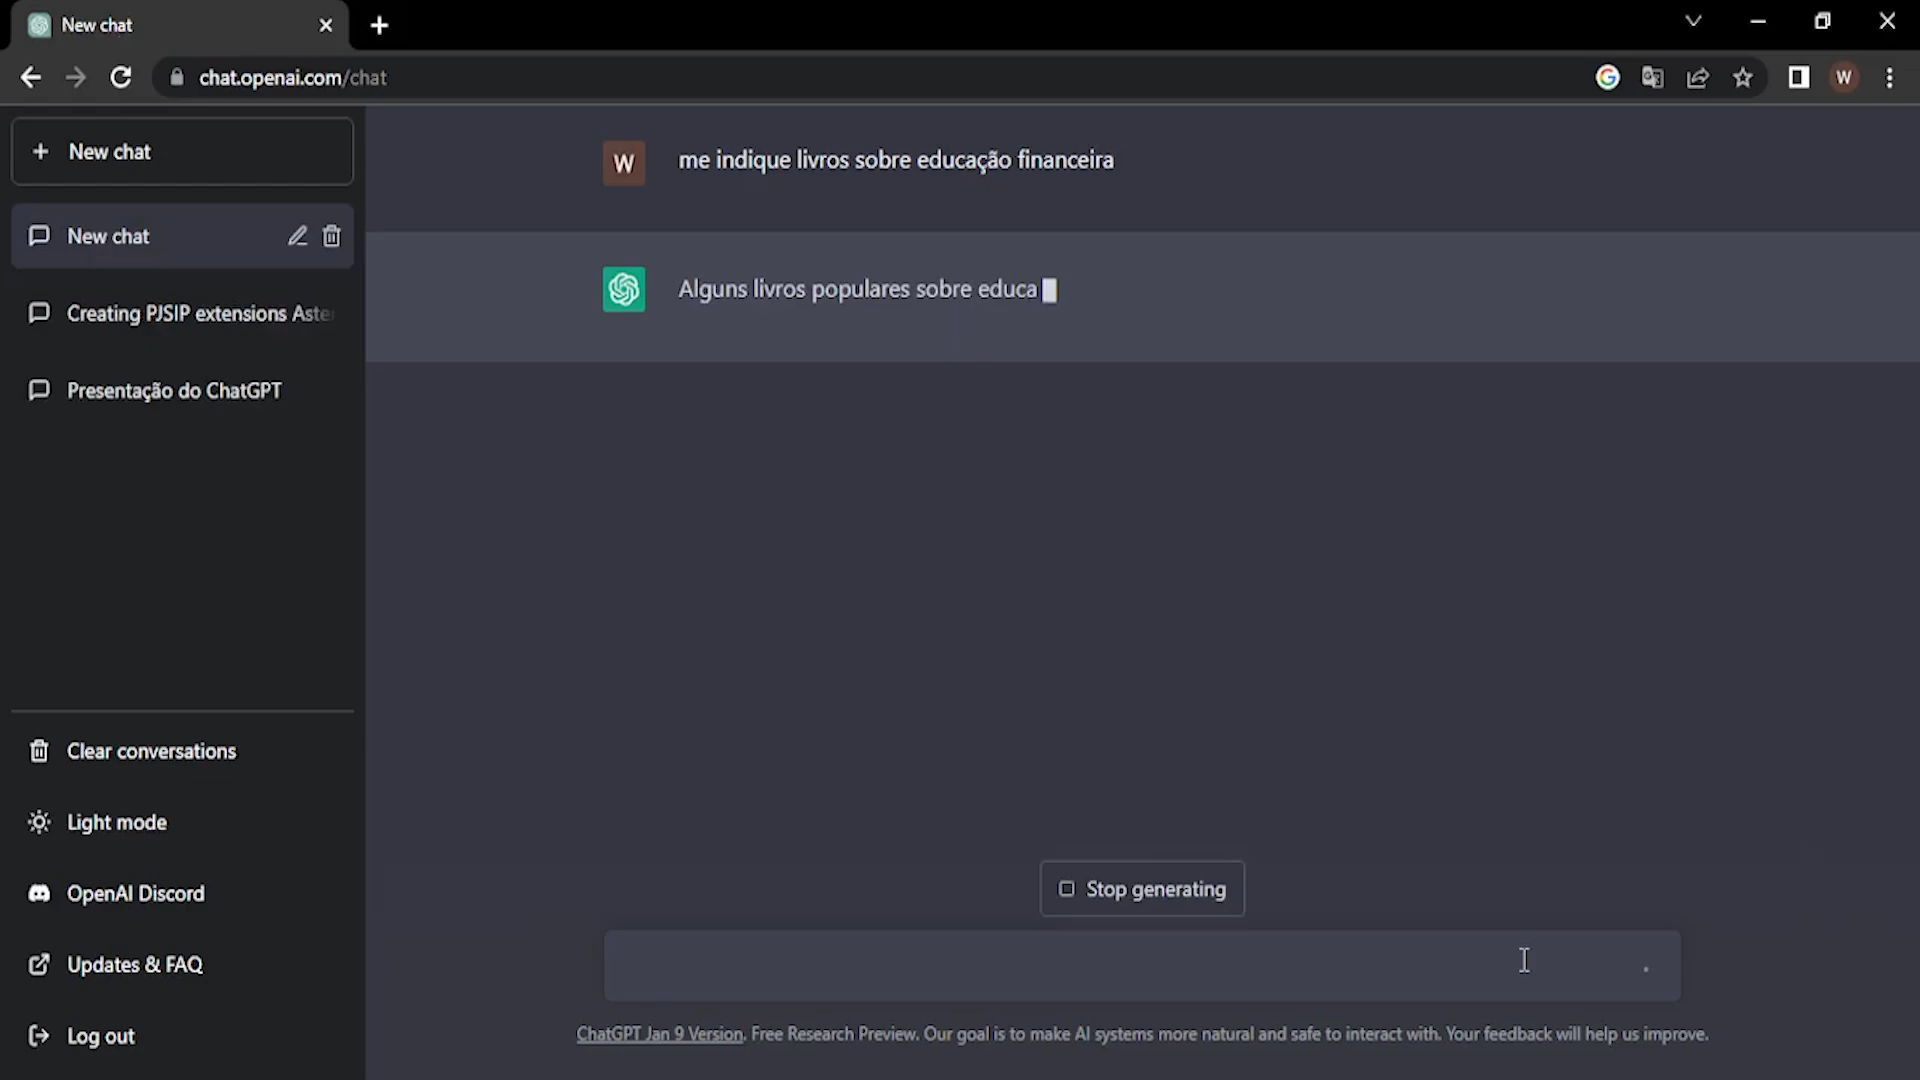 New chat
chat.openai.com/chat
W
New chat
New chat
Creating PJSIP extensions Aste
Presentação do ChatGPT
Clear conversations
Light mode
OpenAI Discord
Updates & FAQ
Log out
W
me indique livros sobre educação financeira
Alguns livros populares sobre educa
Stop generating
ChatGPT Jan 9 Version. Free Research Preview. Our goal is to make AI systems more natural and safe to interact with. Your feedback will help us improve.